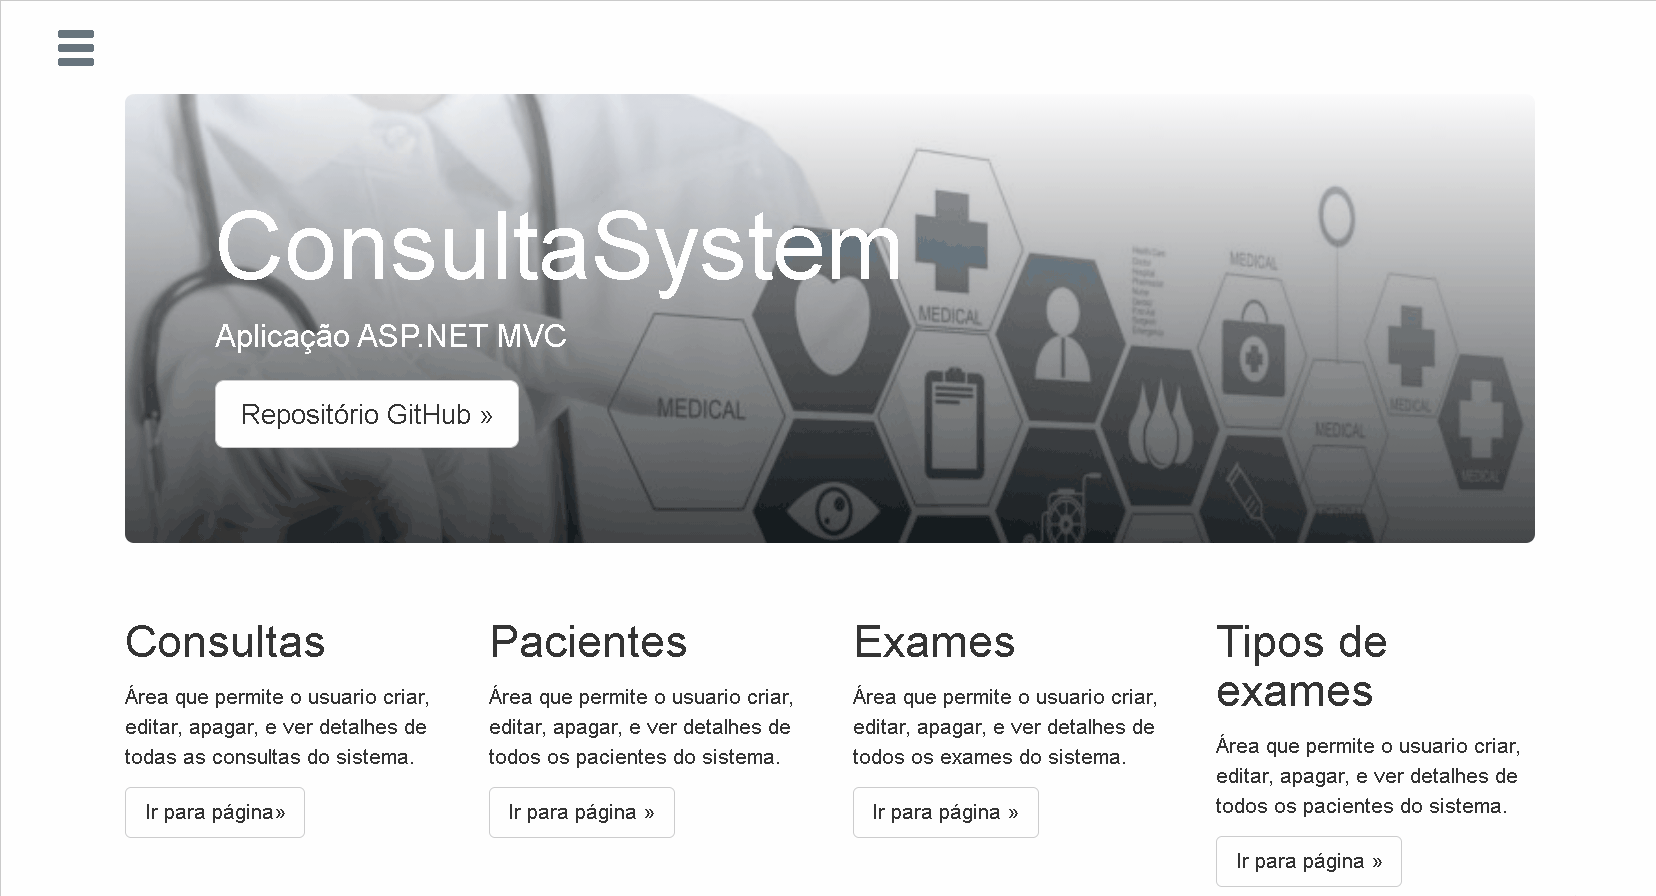 ConsultaSystem
Aplicação ASP.NET MVC
Repositório GitHub »
MEDICAL
MEDICAL
MEDICAL
MEDICAL
MEDICAL
MEDICAL
Consultas
Área que permite o usuario criar,
editar, apagar, e ver detalhes de
todas as consultas do sistema.
Ir para página»
Pacientes
Área que permite o usuario criar,
editar, apagar, e ver detalhes de
todos os pacientes do sistema.
Ir para página »
Exames
Área que permite o usuario criar,
editar, apagar, e ver detalhes de
todos os exames do sistema.
Ir para página »
Tipos de
exames
Área que permite o usuario criar,
editar, apagar, e ver detalhes de
todos os pacientes do sistema.
Ir para página »